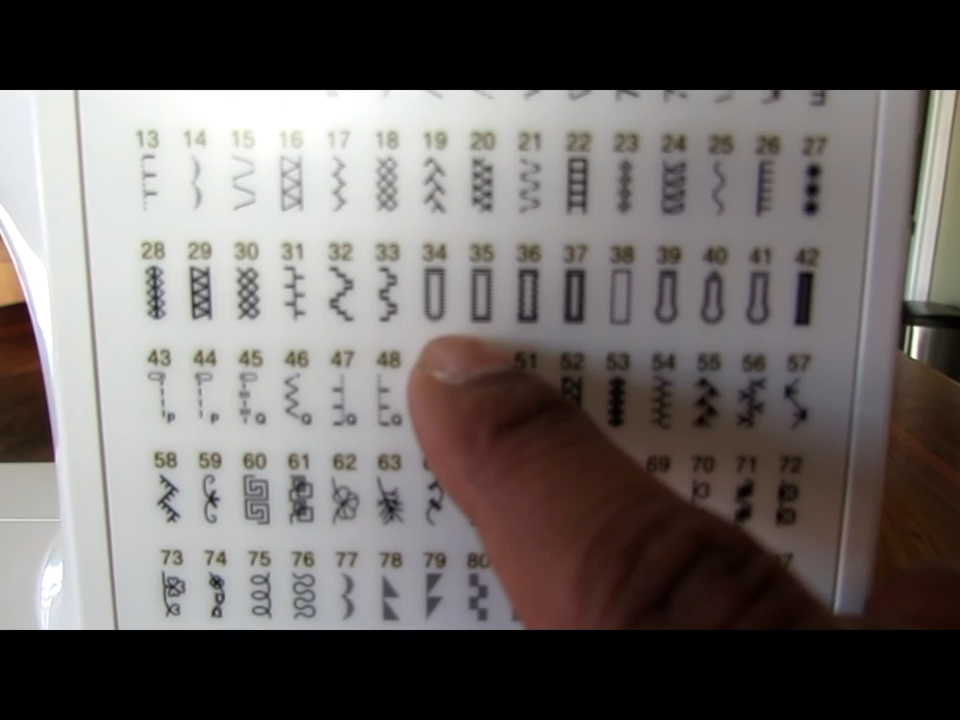 13 14 15 16 17 18 19 20 21 22 23 24 25 26 27
28 29 30 31 32 33 34 35 36 37 38 39 40 41 42
43 44 45 46 47 48 51 52 53 54 55 56 57
P P Q Q Q Q
58 59 60 61 62 63 69 70 71 72
73 74 75 76 77 78 79 80